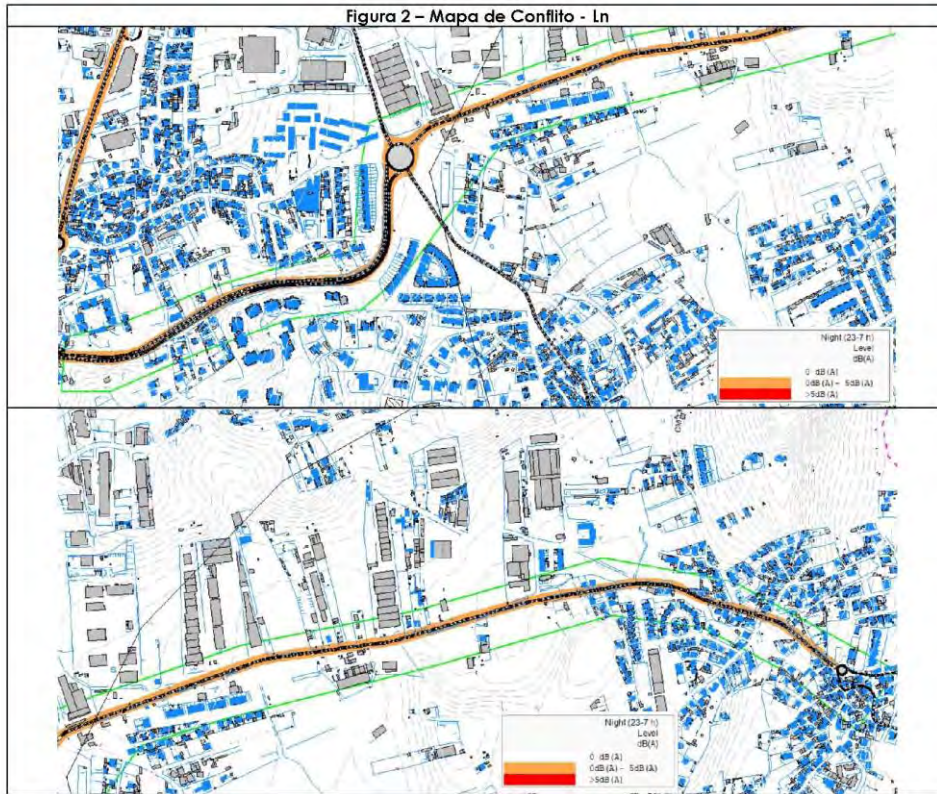 Figura 2 – Mapa de Conflito - Ln
Night (23-7 h)
Level
dB(A)
0 dB (A)
0dB (A) – 5dB (A)
>5dB (A)
Night (23-7 h)
Level
dB(A)
0 dB (A)
0dB (A) – 5dB (A)
>5dB (A)